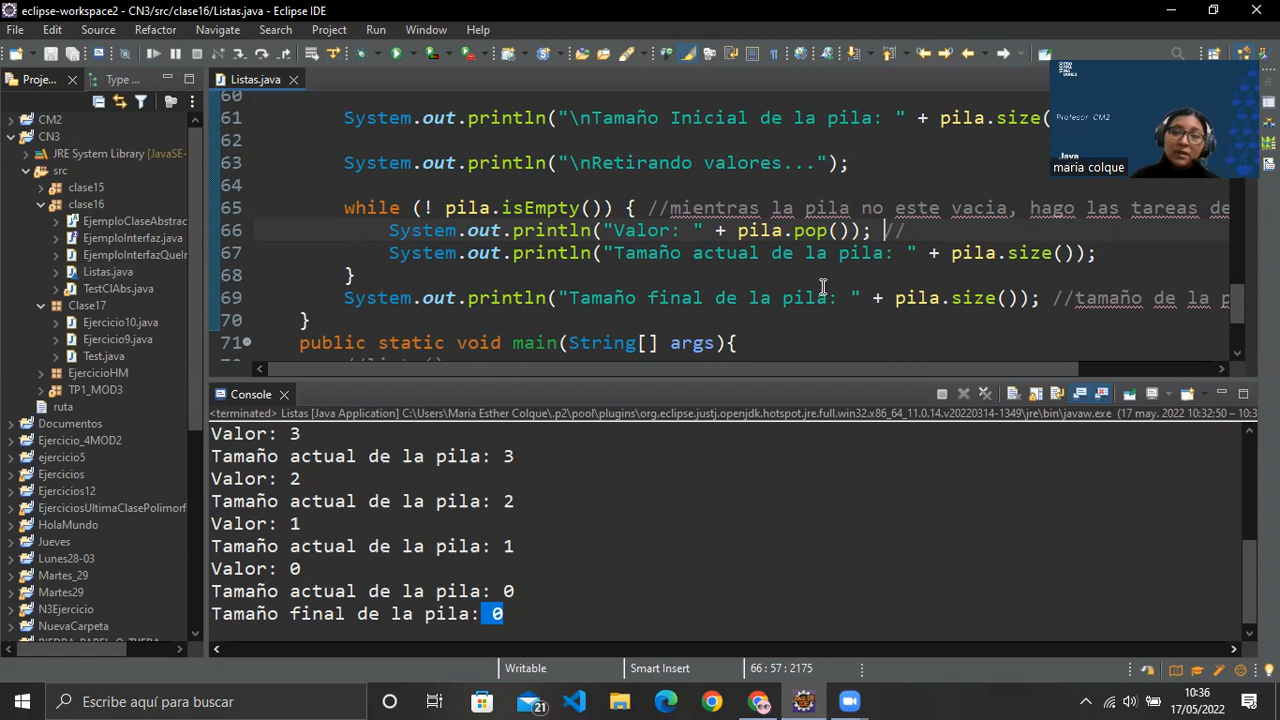 eclipse-workspace2 - CN3/src/clase16/Listas.java - Eclipse IDE
File Edit Source Refactor Navigate Search Project Run Window Help
Proje... Type ...
Listas.java
CM2
CN3
JRE System Library [JavaSE-
src
clase15
clase16
EjemploClaseAbstrac
EjemploInterfaz.java
EjemploInterfazQueIn
Listas.java
TestClAbs.java
Clase17
Ejercicio10.java
Ejercicio9.java
Test.java
EjercicioHM
TP1_MOD3
ruta
Documentos
Ejercicio_4MOD2
ejercicio5
Ejercicios
Ejercicios12
EjerciciosUltimaClasePolimorf
HolaMundo
Jueves
Lunes28-03
Martes_29
Martes29
N3Ejercicio
NuevaCarpeta
60
61 System.out.println("\nTamaño Inicial de la pila: " + pila.size(
62
63 System.out.println("\nRetirando valores...");
64
65 while (! pila.isEmpty()) { //mientras la pila no este vacia, hago las tareas de
66 System.out.println("Valor: " + pila.pop()); //
67 System.out.println("Tamaño actual de la pila: " + pila.size());
68 }
69 System.out.println("Tamaño final de la pila: " + pila.size()); //tamaño de la p
70 }
71 public static void main(String[] args){
Profesor CM2
Java
maria colque
Console
<terminated> Listas [Java Application] C:\Users\Maria Esther Colque\.p2\pool\plugins\org.eclipse.justj.openjdk.hotspot.jre.full.win32.x86_64_11.0.14.v20220314-1349\jre\bin\javaw.exe (17 may. 2022 10:32:50 – 10:3
Valor: 3
Tamaño actual de la pila: 3
Valor: 2
Tamaño actual de la pila: 2
Valor: 1
Tamaño actual de la pila: 1
Valor: 0
Tamaño actual de la pila: 0
Tamaño final de la pila: 0
Writable Smart Insert 66 : 57 : 2175
Escribe aquí para buscar
21
10:36
17/05/2022